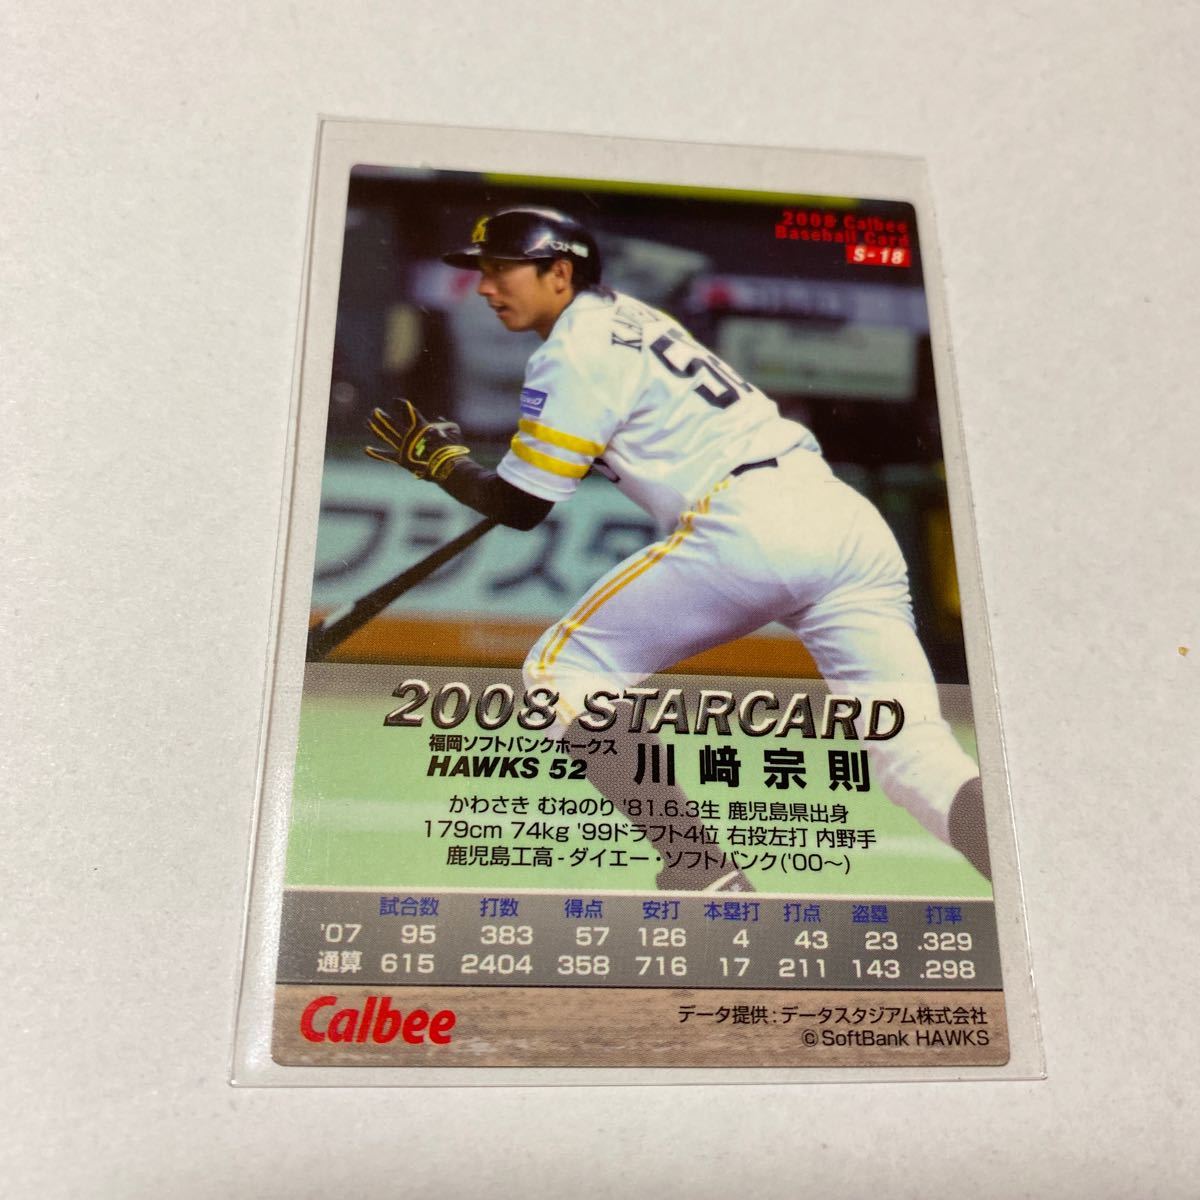 2008 Calbee
Baseball Card
S-18
52
フジスタ
2008 STARCARD
福岡ソフトバンクホークス
HAWKS 52 川﨑宗則
かわさき むねのり '81.6.3生 鹿児島県出身
179cm 74kg '99ドラフト4位 右投左打 内野手
鹿児島工高-ダイエー・ソフトバンク('00〜)
試合数 打数 得点 安打 本塁打 打点 盗塁 打率
'07 95 383 57 126 4 43 23 .329
通算 615 2404 358 716 17 211 143 .298
Calbee
データ提供:データスタジアム株式会社
©SoftBank HAWKS